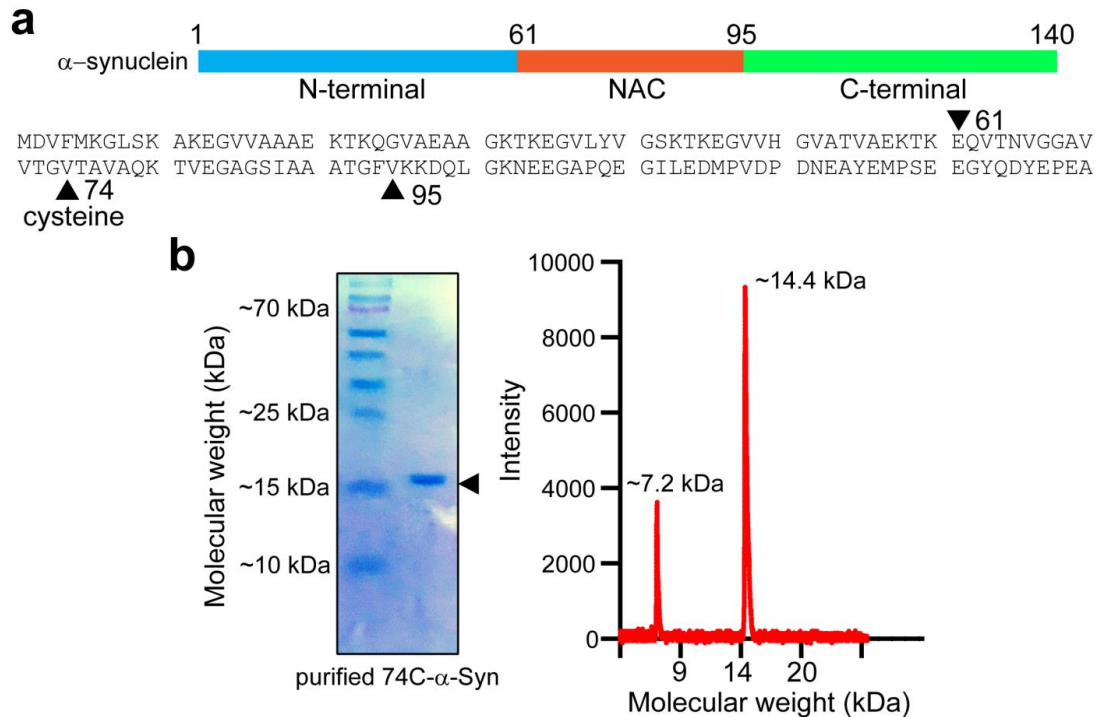 a
1 61 95 140
α–synuclein
N-terminal NAC C-terminal
▼ 61
MDVFMKGLSK AKEGVVAAAE KTKQGVAEAA GKTKEGVLYV GSKTKEGVVH GVATVAEKTK EQVTNVGGAV
VTGVTAVAQK TVEGAGSIAA ATGFVKKDQL GKNEEGAPQE GILEDMPVDP DNEAYEMPSE EGYQDYEPEA
▲ 74 ▲ 95
cysteine
b
Molecular weight (kDa)
~70 kDa
~25 kDa
~15 kDa
~10 kDa
purified 74C-α-Syn
Intensity
10000
8000
6000
4000
2000
0
~14.4 kDa
~7.2 kDa
9 14 20
Molecular weight (kDa)